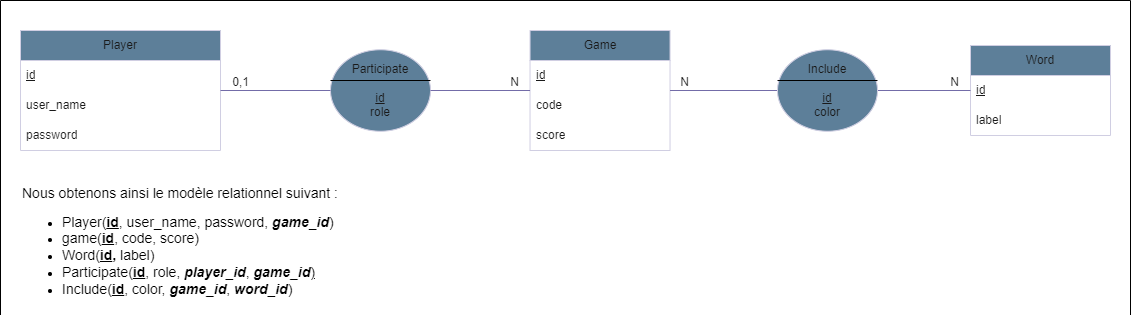 Player
id
user_name
password
0,1
Participate
id
role
N
Game
id
code
score
N
Include
id
color
N
Word
id
label
Nous obtenons ainsi le modèle relationnel suivant :
• Player(id, user_name, password, game_id)
• game(id, code, score)
• Word(id, label)
• Participate(id, role, player_id, game_id)
• Include(id, color, game_id, word_id)